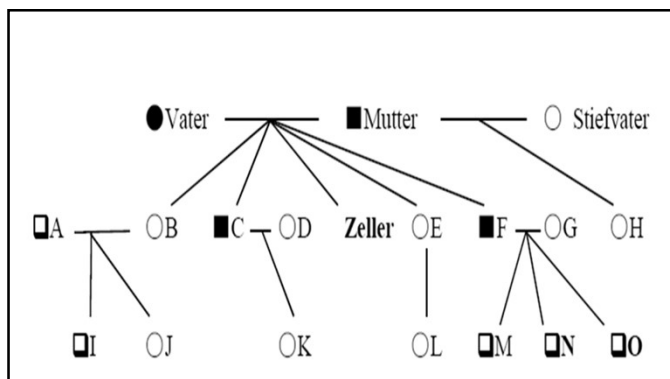 Vater Mutter Stiefvater
A B C D Zeller E F G H
I J K L M N O